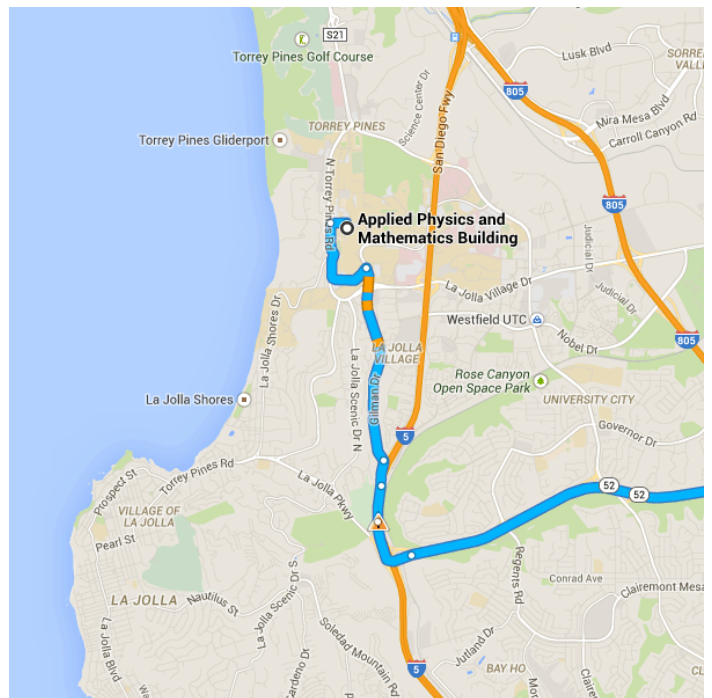 S21
Torrey Pines Golf Course
Lusk Blvd
SORREN
VALLE
805
Mira Mesa Blvd
Carroll Canyon Rd
Science Center Dr
San Diego Fwy
TORREY PINES
Torrey Pines Gliderport
N Torrey Pines Rd
805
Applied Physics and
Mathematics Building
Judicial Dr
La Jolla Village Dr
Judicial Dr
La Jolla Shores Dr
Westfield UTC
805
Nobel Dr
LA JOLLA
VILLAGE
La Jolla Scenic Dr N
Gilman Dr
Rose Canyon
Open Space Park
La Jolla Shores
UNIVERSITY CITY
5
Governor Dr
Torrey Pines Rd
Prospect St
La Jolla Pkwy
52
52
VILLAGE OF
LA JOLLA
Pearl St
Regents Rd
Conrad Ave
Clairemont Mesa
LA JOLLA
Nautilus St
La Jolla Scenic Dr S
La Jolla Blvd
Soledad Mountain Rd
Cardeno Dr
Jutland Dr
5
BAY HO